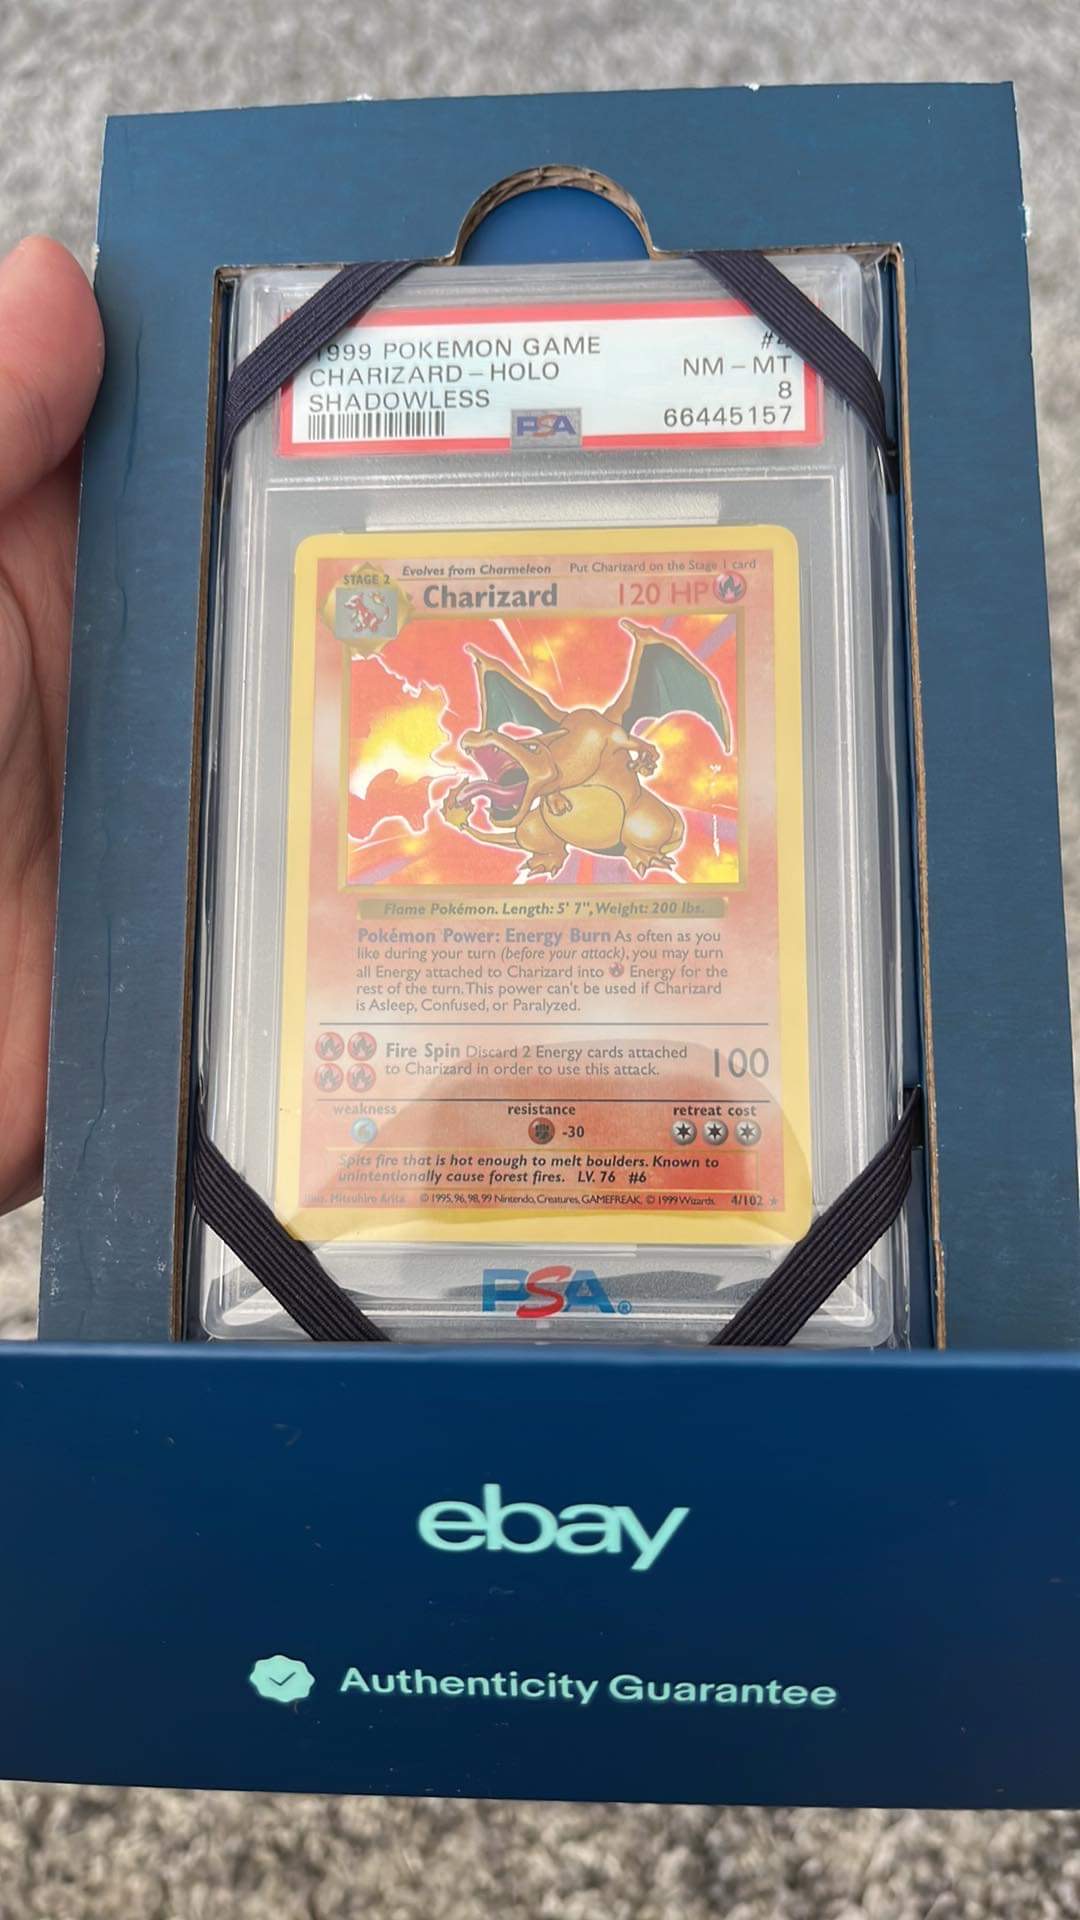 1999 POKEMON GAME
CHARIZARD - HOLO
SHADOWLESS
NM - MT
8
66445157
PSA
STAGE 2
Evolves from Charmeleon
Put Charizard on the Stage 1 card
Charizard
120 HP
Flame Pokémon. Length: 5' 7", Weight: 200 lbs.
Pokémon Power: Energy Burn As often as you
like during your turn (before your attack), you may turn
all Energy attached to Charizard into Energy for the
rest of the turn. This power can't be used if Charizard
is Asleep, Confused, or Paralyzed.
Fire Spin Discard 2 Energy cards attached
to Charizard in order to use this attack.
100
weakness
resistance
retreat cost
-30
Spits fire that is hot enough to melt boulders. Known to
unintentionally cause forest fires. LV. 76 #6
Illus. Mitsuhiro Arita © 1995, 96, 98, 99 Nintendo, Creatures, GAMEFREAK. © 1999 Wizards. 4/102
PSA®
ebay
Authenticity Guarantee